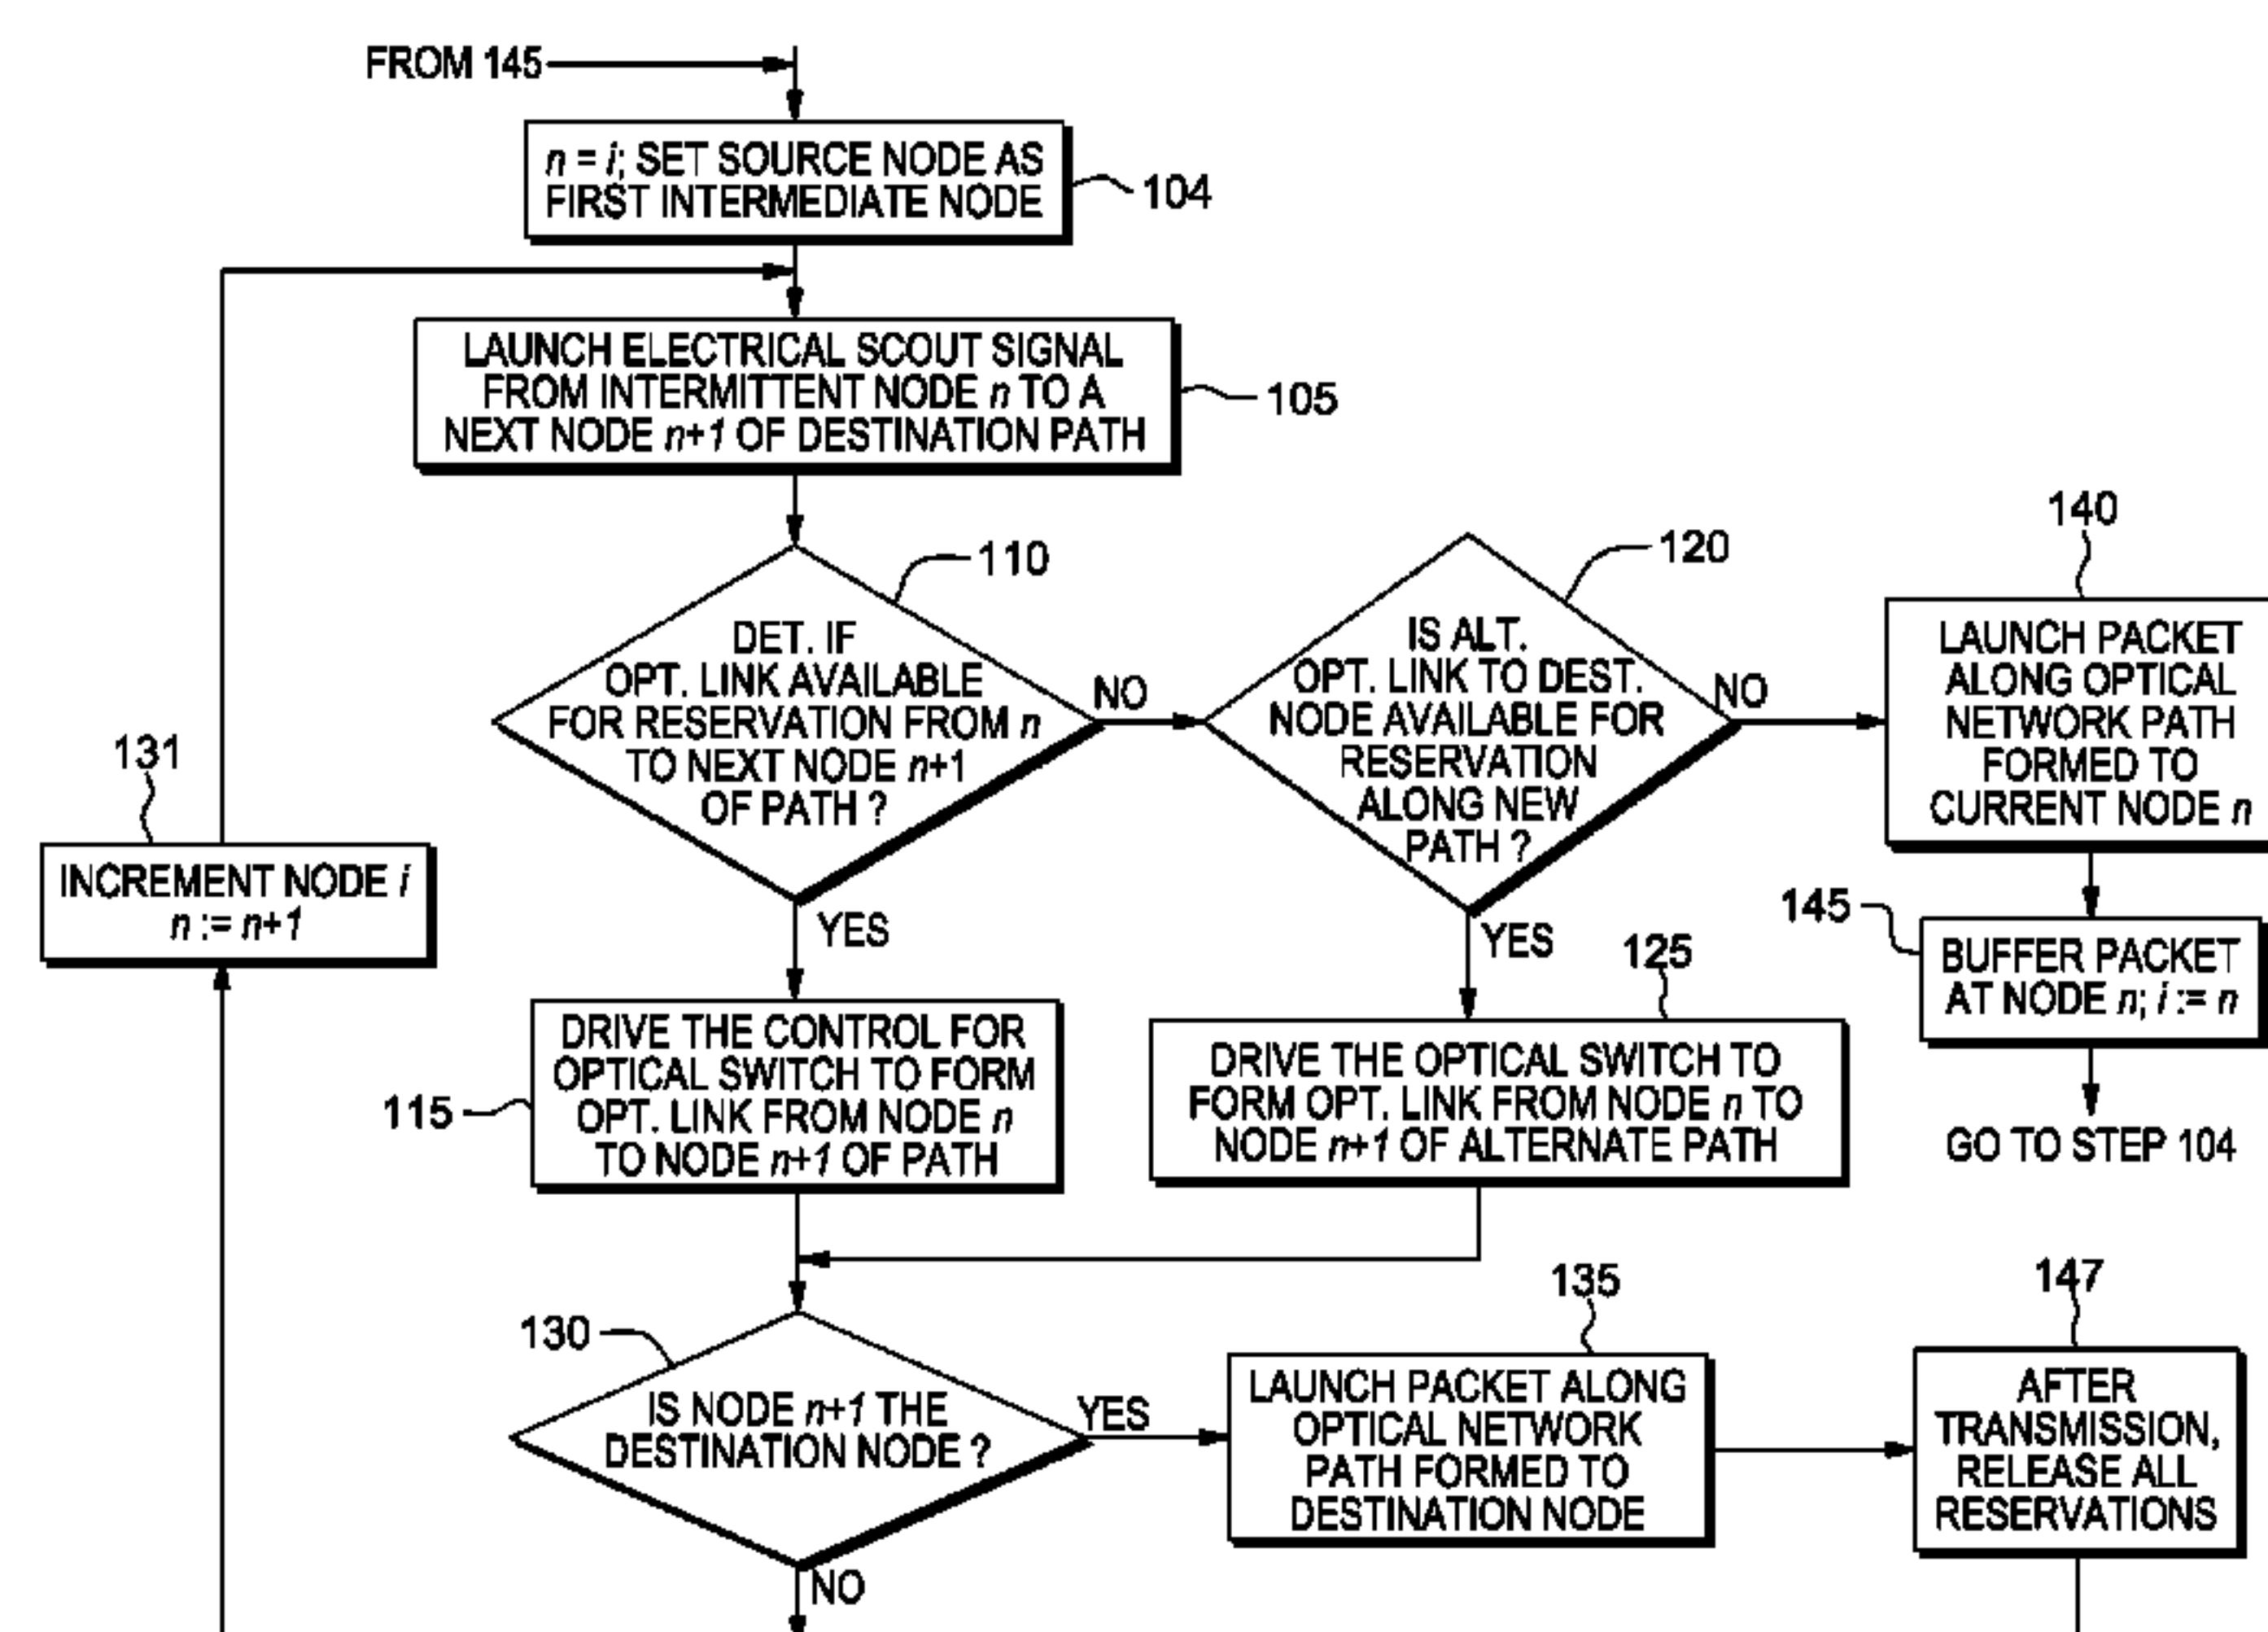 FROM 145
n = i; SET SOURCE NODE AS
FIRST INTERMEDIATE NODE
104
LAUNCH ELECTRICAL SCOUT SIGNAL
FROM INTERMITTENT NODE n TO A
NEXT NODE n+1 OF DESTINATION PATH
105
110
DET. IF
OPT. LINK AVAILABLE
FOR RESERVATION FROM n
TO NEXT NODE n+1
OF PATH ?
NO
YES
120
IS ALT.
OPT. LINK TO DEST.
NODE AVAILABLE FOR
RESERVATION
ALONG NEW
PATH ?
NO
YES
140
LAUNCH PACKET
ALONG OPTICAL
NETWORK PATH
FORMED TO
CURRENT NODE n
131
INCREMENT NODE i
n := n+1
145
BUFFER PACKET
AT NODE n; i := n
GO TO STEP 104
115
DRIVE THE CONTROL FOR
OPTICAL SWITCH TO FORM
OPT. LINK FROM NODE n
TO NODE n+1 OF PATH
125
DRIVE THE OPTICAL SWITCH TO
FORM OPT. LINK FROM NODE n TO
NODE n+1 OF ALTERNATE PATH
130
IS NODE n+1 THE
DESTINATION NODE ?
YES
NO
135
LAUNCH PACKET ALONG
OPTICAL NETWORK
PATH FORMED TO
DESTINATION NODE
147
AFTER
TRANSMISSION,
RELEASE ALL
RESERVATIONS